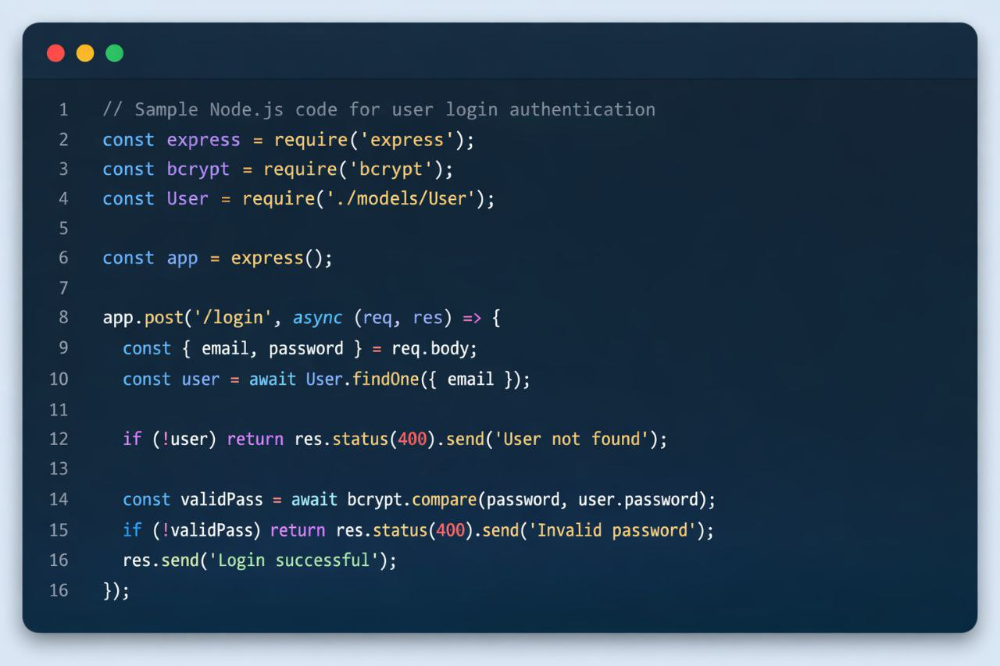 1 // Sample Node.js code for user login authentication
2 const express = require('express');
3 const bcrypt = require('bcrypt');
4 const User = require('./models/User');
5
6 const app = express();
7
8 app.post('/login', async (req, res) => {
9   const { email, password } = req.body;
10   const user = await User.findOne({ email });
11
12   if (!user) return res.status(400).send('User not found');
13
14   const validPass = await bcrypt.compare(password, user.password);
15   if (!validPass) return res.status(400).send('Invalid password');
16   res.send('Login successful');
16 });